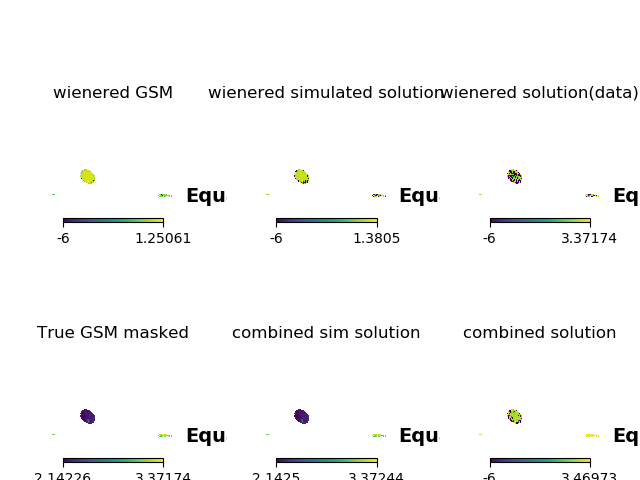 wienered GSM wienered simulated solution wienered solution(data)
Equ Equ Eq
-6 1.25061 -6 1.3805 -6 3.37174
True GSM masked combined sim solution combined solution
Equ Equ Eq
2.14226 3.37174 2.1425 3.37244 -6 3.46973